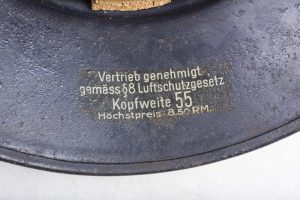 Vertrieb genehmigt
gemäss §8 Luftschutzgesetz
Kopfweite 55
Höchstpreis: 8.50 RM.